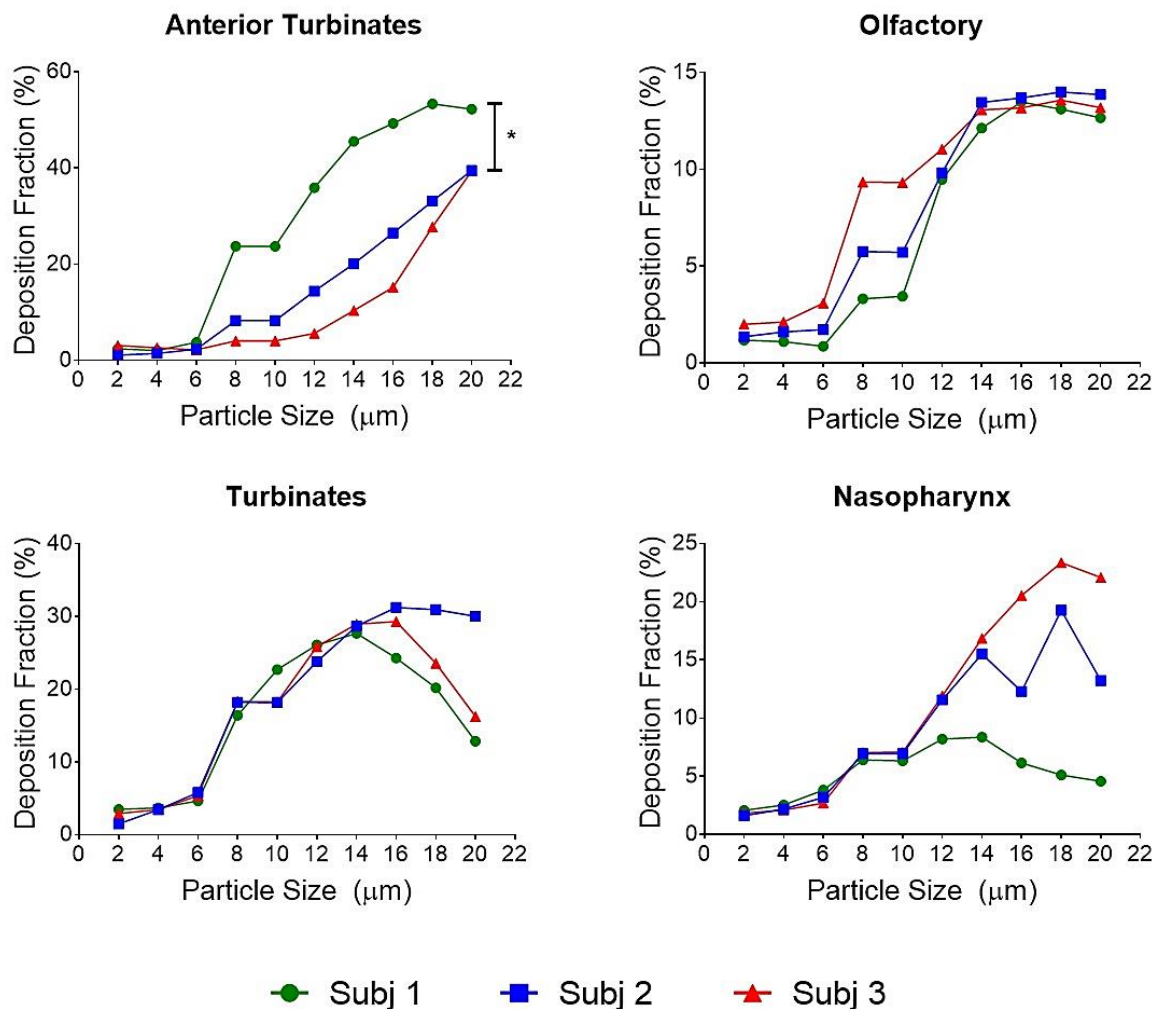 Anterior Turbinates
Deposition Fraction (%)
60
40
20
0
*
2 4 6 8 10 12 14 16 18 20 22
Particle Size (μm)
Olfactory
Deposition Fraction (%)
15
10
5
0
0 2 4 6 8 10 12 14 16 18 20 22
Particle Size (μm)
Turbinates
Deposition Fraction (%)
40
30
20
10
0
2 4 6 8 10 12 14 16 18 20 22
Particle Size (μm)
Nasopharynx
Deposition Fraction (%)
25
20
15
10
5
0
0 2 4 6 8 10 12 14 16 18 20 22
Particle Size (μm)
Subj 1 Subj 2 Subj 3